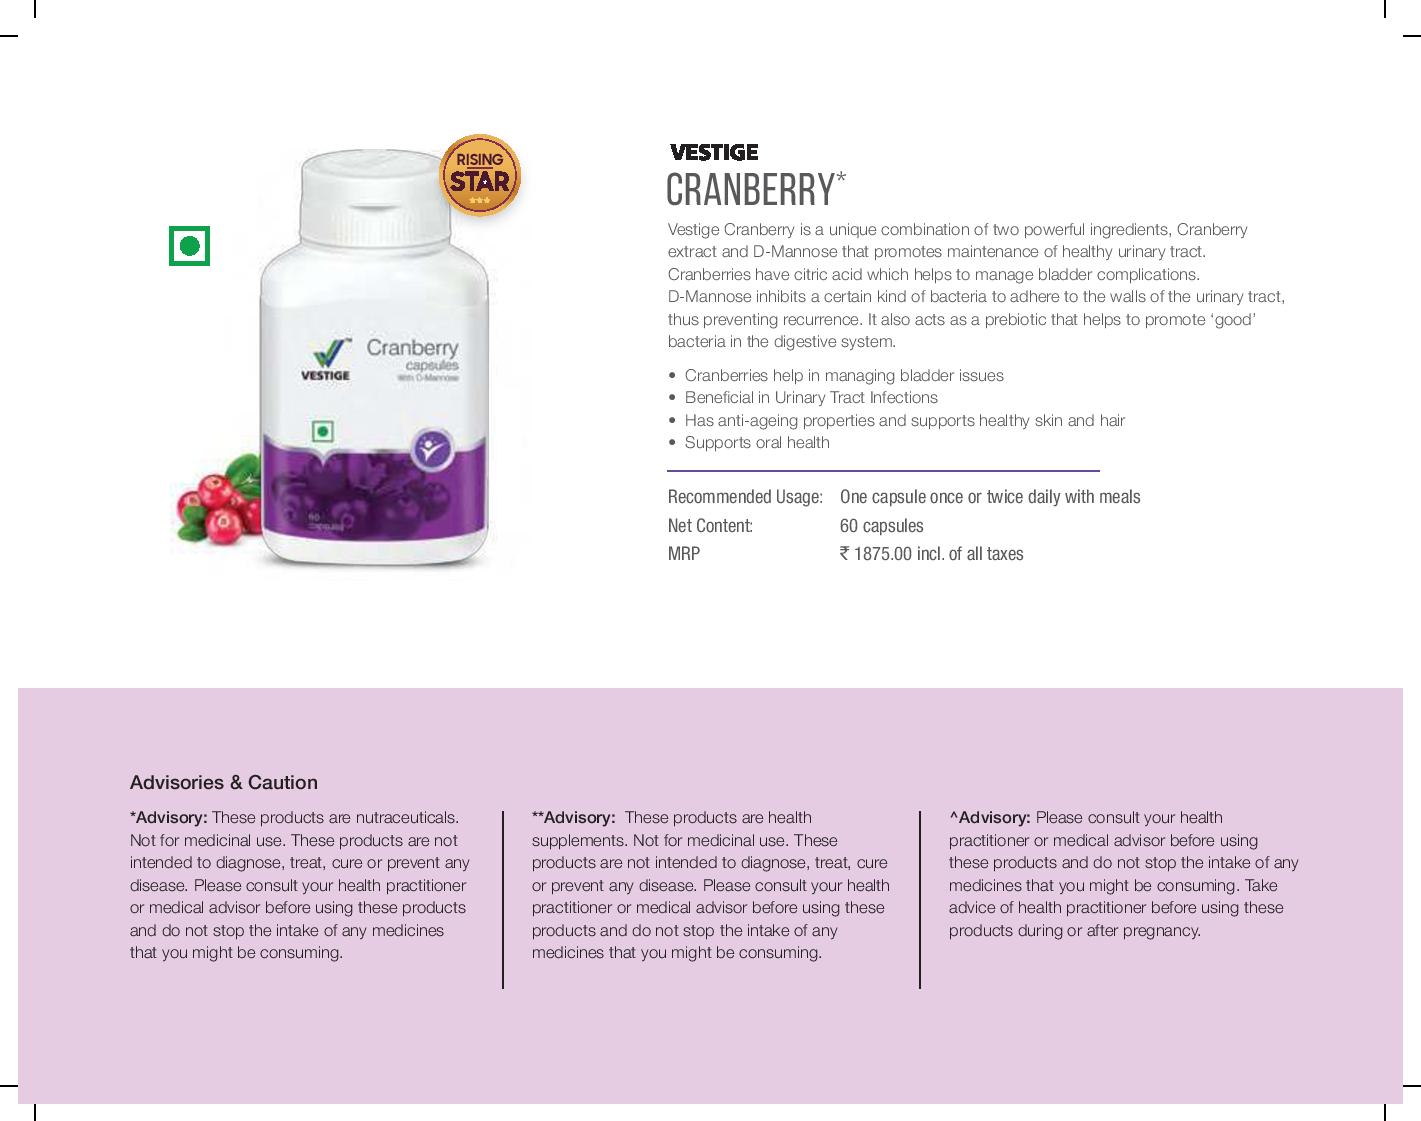 RISING
STAR
VESTIGE
CRANBERRY*
Vestige Cranberry is a unique combination of two powerful ingredients, Cranberry
extract and D-Mannose that promotes maintenance of healthy urinary tract.
Cranberries have citric acid which helps to manage bladder complications.
D-Mannose inhibits a certain kind of bacteria to adhere to the walls of the urinary tract,
thus preventing recurrence. It also acts as a prebiotic that helps to promote ‘good’
bacteria in the digestive system.
• Cranberries help in managing bladder issues
• Beneficial in Urinary Tract Infections
• Has anti-ageing properties and supports healthy skin and hair
• Supports oral health
Recommended Usage: One capsule once or twice daily with meals
Net Content: 60 capsules
MRP ₹ 1875.00 incl. of all taxes
VESTIGE
TM
Cranberry
capsules
With D-Mannose
60
capsules
Advisories & Caution
*Advisory: These products are nutraceuticals.
Not for medicinal use. These products are not
intended to diagnose, treat, cure or prevent any
disease. Please consult your health practitioner
or medical advisor before using these products
and do not stop the intake of any medicines
that you might be consuming.
**Advisory: These products are health
supplements. Not for medicinal use. These
products are not intended to diagnose, treat, cure
or prevent any disease. Please consult your health
practitioner or medical advisor before using these
products and do not stop the intake of any
medicines that you might be consuming.
^Advisory: Please consult your health
practitioner or medical advisor before using
these products and do not stop the intake of any
medicines that you might be consuming. Take
advice of health practitioner before using these
products during or after pregnancy.